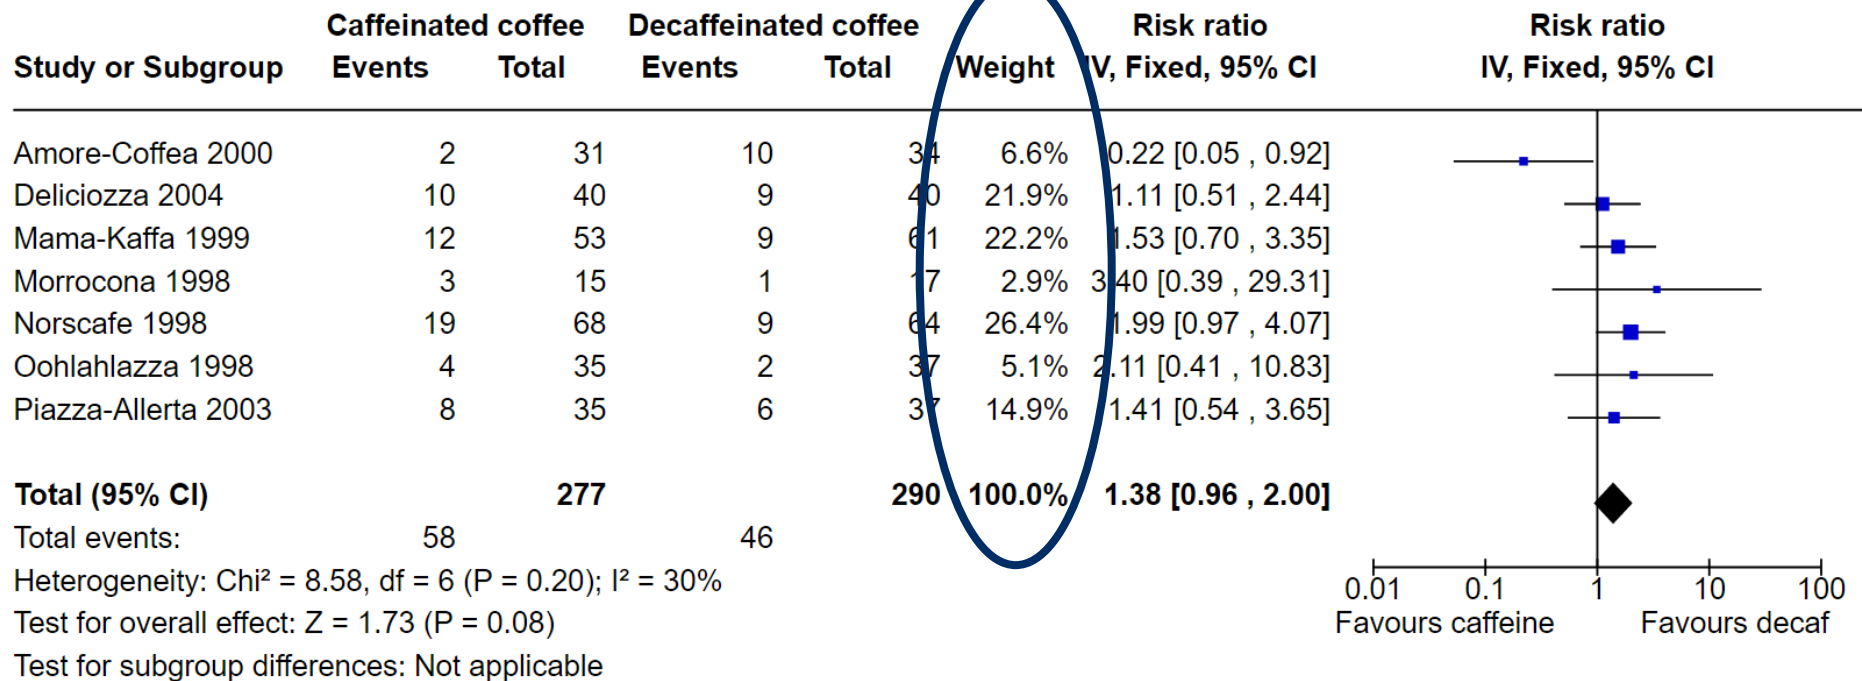 Caffeinated coffee Decaffeinated coffee Risk ratio Risk ratio
Study or Subgroup Events Total Events Total Weight IV, Fixed, 95% CI IV, Fixed, 95% CI
Amore-Coffea 2000 2 31 10 34 6.6% 0.22 [0.05 , 0.92]
Deliciozza 2004 10 40 9 40 21.9% 1.11 [0.51 , 2.44]
Mama-Kaffa 1999 12 53 9 61 22.2% 1.53 [0.70 , 3.35]
Morrocona 1998 3 15 1 17 2.9% 3.40 [0.39 , 29.31]
Norscafe 1998 19 68 9 64 26.4% 1.99 [0.97 , 4.07]
Oohlahlazza 1998 4 35 2 37 5.1% 2.11 [0.41 , 10.83]
Piazza-Allerta 2003 8 35 6 37 14.9% 1.41 [0.54 , 3.65]
Total (95% CI) 277 290 100.0% 1.38 [0.96 , 2.00]
Total events: 58 46
Heterogeneity: Chi² = 8.58, df = 6 (P = 0.20); I² = 30%
Test for overall effect: Z = 1.73 (P = 0.08)
Test for subgroup differences: Not applicable
0.01 0.1 1 10 100
Favours caffeine Favours decaf